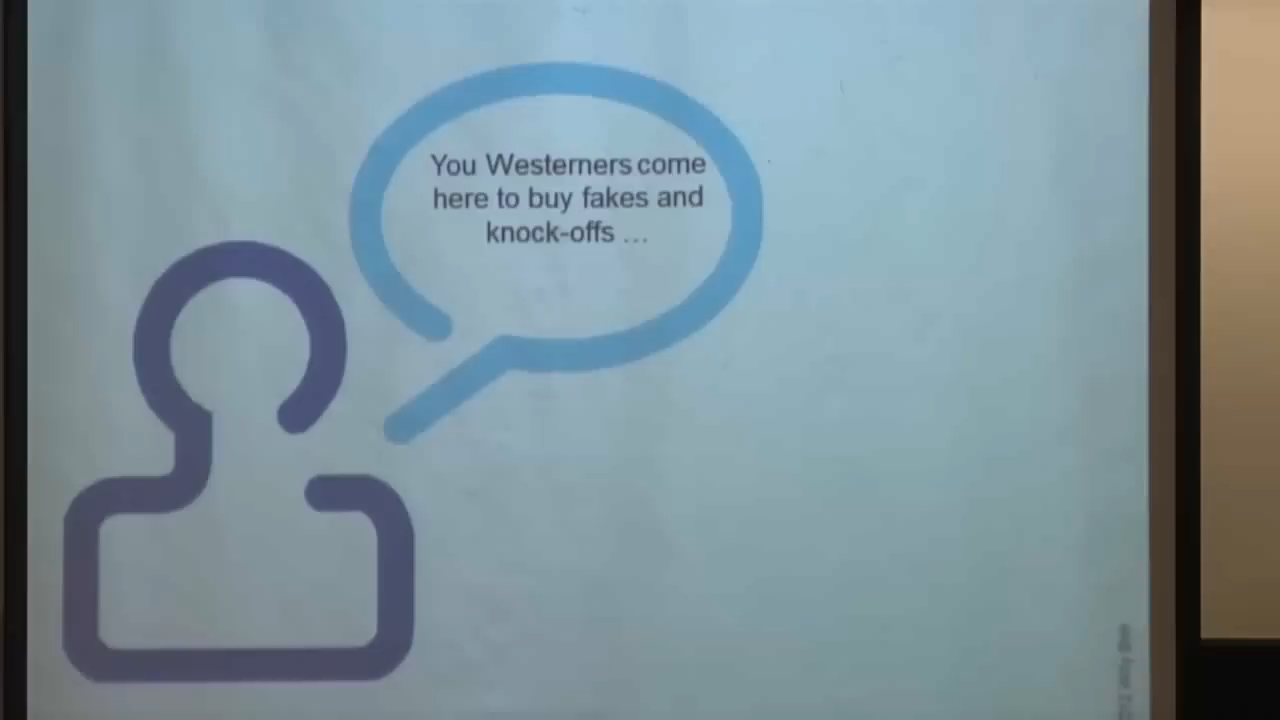 You Westerners come
here to buy fakes and
knock-offs ...